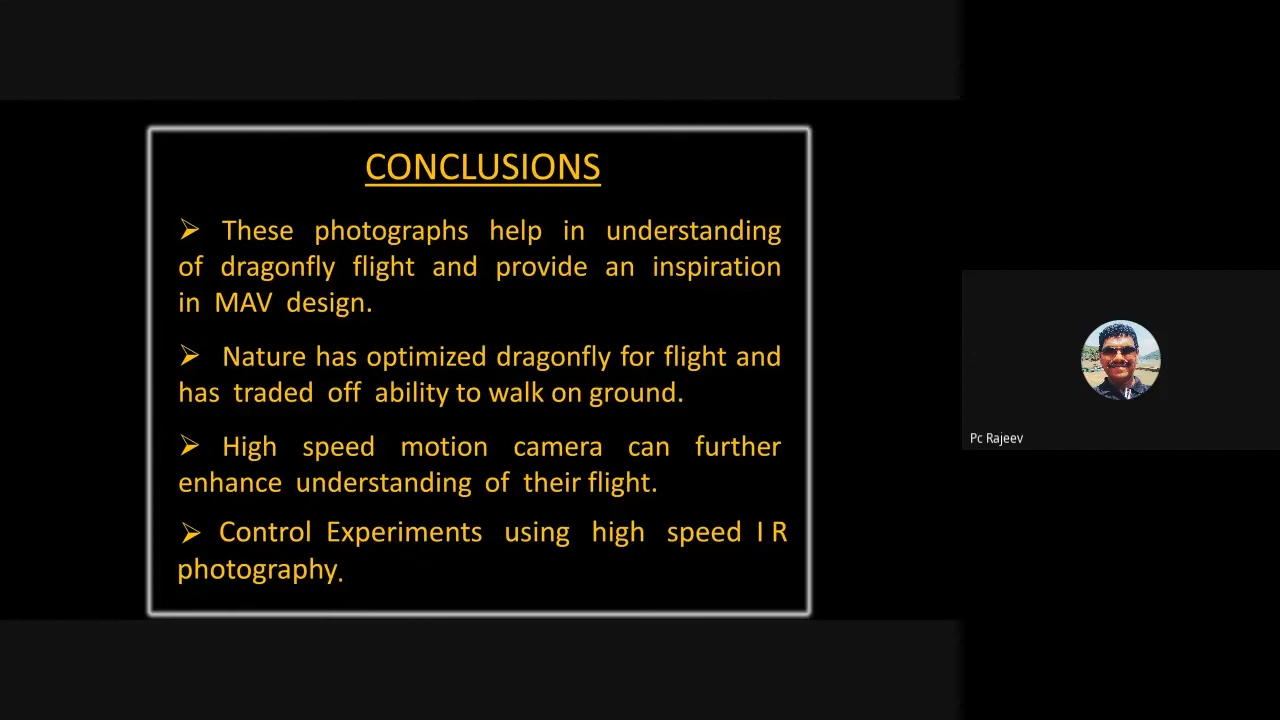 CONCLUSIONS
➢ These photographs help in understanding
of dragonfly flight and provide an inspiration
in MAV design.
➢ Nature has optimized dragonfly for flight and
has traded off ability to walk on ground.
➢ High speed motion camera can further
enhance understanding of their flight.
➢ Control Experiments using high speed I R
photography.
Pc Rajeev